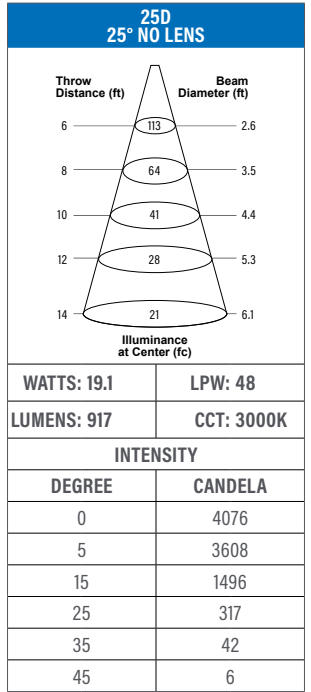 25D
25° NO LENS
Throw
Distance (ft)
Beam
Diameter (ft)
6 113 2.6
8 64 3.5
10 41 4.4
12 28 5.3
14 21 6.1
Illuminance
at Center (fc)
WATTS: 19.1 LPW: 48
LUMENS: 917 CCT: 3000K
INTENSITY
DEGREE CANDELA
0 4076
5 3608
15 1496
25 317
35 42
45 6